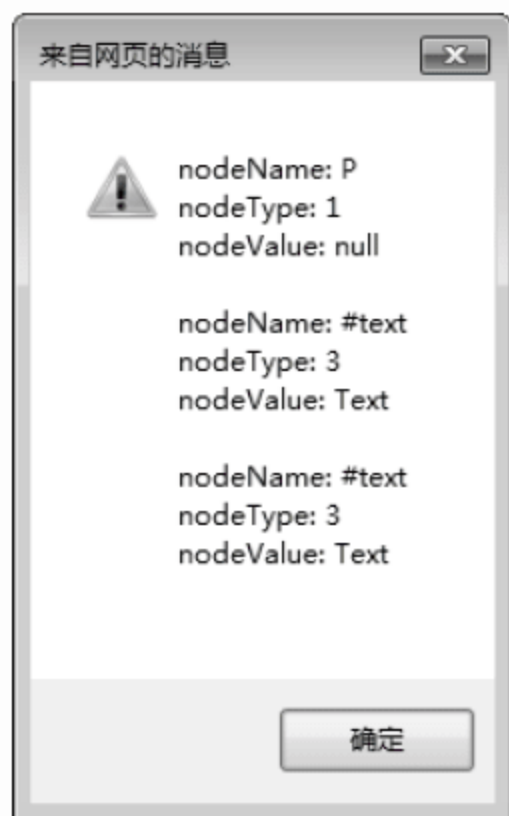 来自网页的消息
nodeName: P
nodeType: 1
nodeValue: null
nodeName: #text
nodeType: 3
nodeValue: Text
nodeName: #text
nodeType: 3
nodeValue: Text
确定